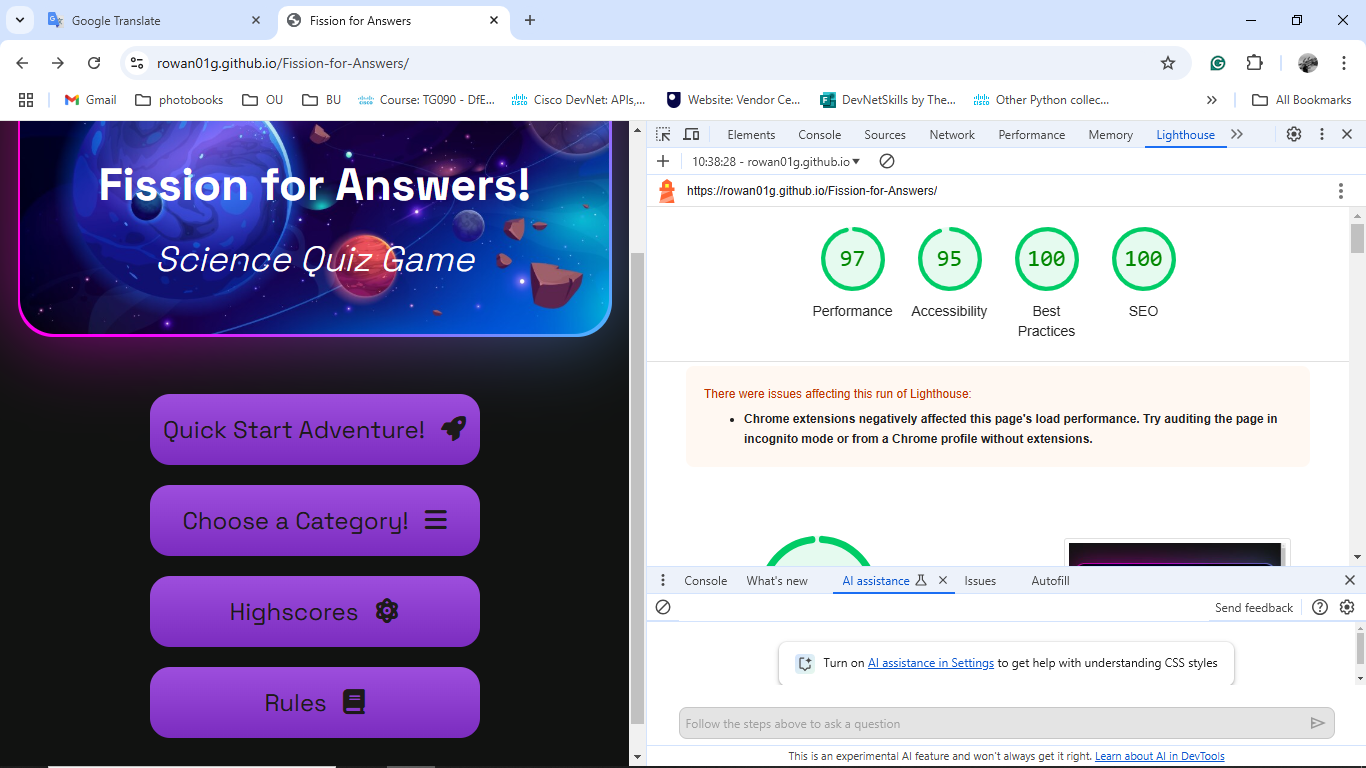 Google Translate
Fission for Answers
rowan01g.github.io/Fission-for-Answers/
Gmail
photobooks
OU
BU
Course: TG090 - DfE...
Cisco DevNet: APIs,...
Website: Vendor Ce...
DevNetSkills by The...
Other Python collec...
All Bookmarks
Fission for Answers!
Science Quiz Game
Quick Start Adventure!
Choose a Category!
Highscores
Rules
Elements
Console
Sources
Network
Performance
Memory
Lighthouse
10:38:28 - rowan01g.github.io
https://rowan01g.github.io/Fission-for-Answers/
97
95
100
100
Performance
Accessibility
Best
Practices
SEO
There were issues affecting this run of Lighthouse:
Chrome extensions negatively affected this page's load performance. Try auditing the page in
incognito mode or from a Chrome profile without extensions.
Console
What's new
AI assistance
Issues
Autofill
Send feedback
Turn on AI assistance in Settings to get help with understanding CSS styles
Follow the steps above to ask a question
This is an experimental AI feature and won't always get it right. Learn about AI in DevTools